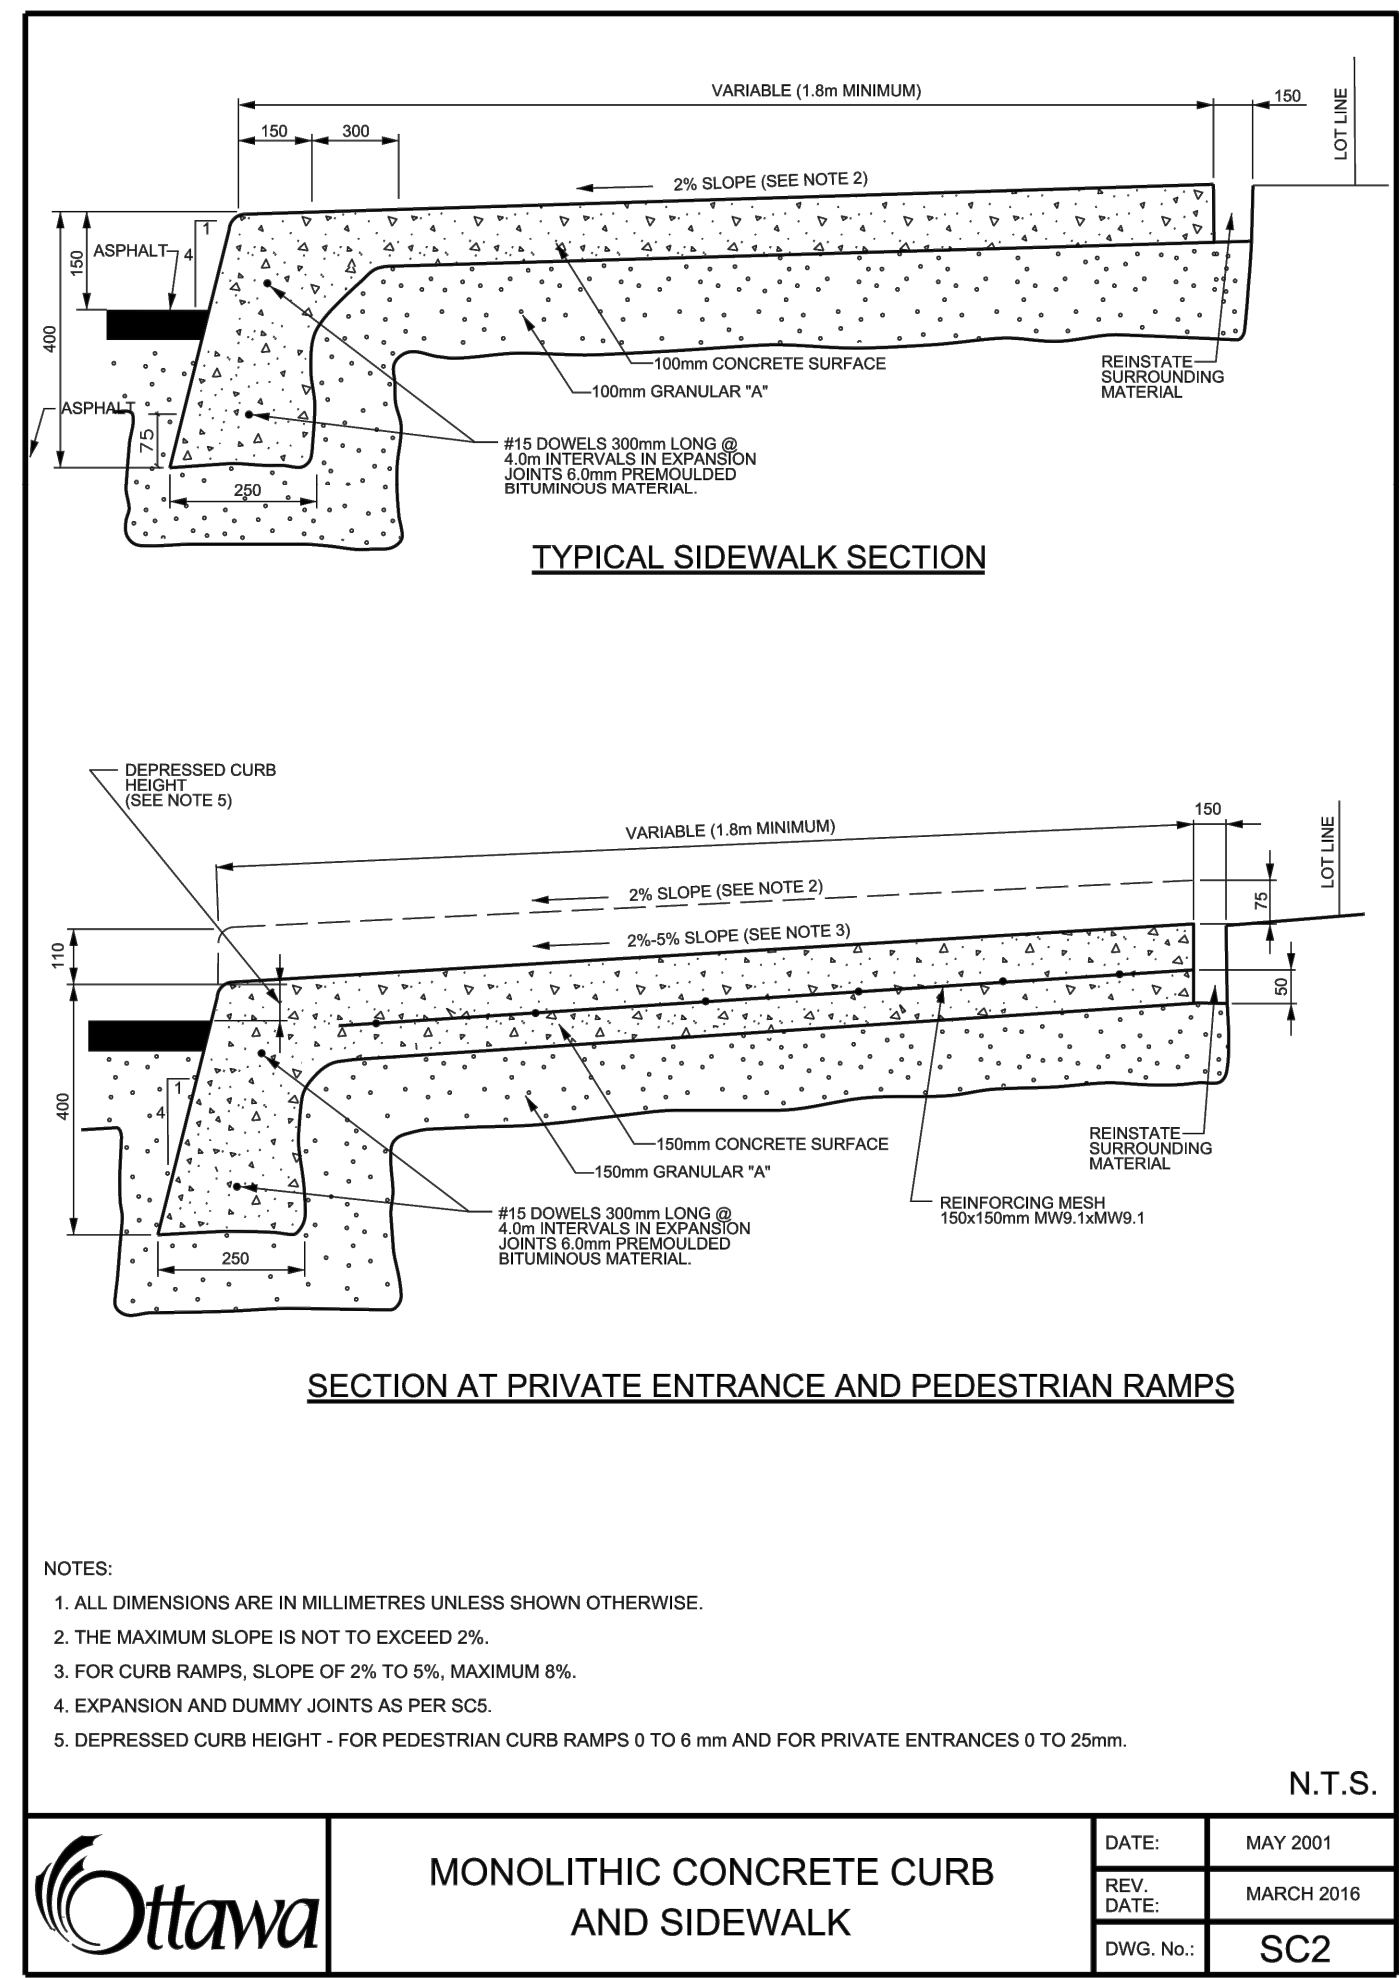 VARIABLE (1.8m MINIMUM)
150
LOT LINE
150
300
2% SLOPE (SEE NOTE 2)
1
4
ASPHALT
150
400
ASPHALT
75
250
100mm CONCRETE SURFACE
100mm GRANULAR "A"
REINSTATE
SURROUNDING
MATERIAL
#15 DOWELS 300mm LONG @
4.0m INTERVALS IN EXPANSION
JOINTS 6.0mm PREMOULDED
BITUMINOUS MATERIAL.
TYPICAL SIDEWALK SECTION
DEPRESSED CURB
HEIGHT
(SEE NOTE 5)
VARIABLE (1.8m MINIMUM)
150
LOT LINE
2% SLOPE (SEE NOTE 2)
75
2%-5% SLOPE (SEE NOTE 3)
110
50
1
4
400
150mm CONCRETE SURFACE
150mm GRANULAR "A"
REINSTATE
SURROUNDING
MATERIAL
REINFORCING MESH
150x150mm MW9.1xMW9.1
#15 DOWELS 300mm LONG @
4.0m INTERVALS IN EXPANSION
JOINTS 6.0mm PREMOULDED
BITUMINOUS MATERIAL.
250
SECTION AT PRIVATE ENTRANCE AND PEDESTRIAN RAMPS
NOTES:
1. ALL DIMENSIONS ARE IN MILLIMETRES UNLESS SHOWN OTHERWISE.
2. THE MAXIMUM SLOPE IS NOT TO EXCEED 2%.
3. FOR CURB RAMPS, SLOPE OF 2% TO 5%, MAXIMUM 8%.
4. EXPANSION AND DUMMY JOINTS AS PER SC5.
5. DEPRESSED CURB HEIGHT - FOR PEDESTRIAN CURB RAMPS 0 TO 6 mm AND FOR PRIVATE ENTRANCES 0 TO 25mm.
N.T.S.
Ottawa
MONOLITHIC CONCRETE CURB
AND SIDEWALK
DATE: MAY 2001
REV.
DATE: MARCH 2016
DWG. No.: SC2